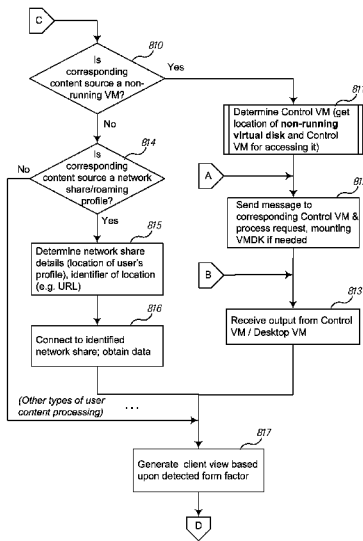 C
810
Is
corresponding
content source a non-
running VM?
Yes
No
811
Determine Control VM (get
location of non-running
virtual disk and Control
VM for accessing it)
814
Is
corresponding
content source a network
share/roaming
profile?
No
Yes
A
Send message to
corresponding Control VM &
process request, mounting
VMDK if needed
815
Determine network share
details (location of user's
profile), identifier of location
(e.g. URL)
B
813
Receive output from Control
VM / Desktop VM
816
Connect to identified
network share; obtain data
(Other types of user
content processing)
...
817
Generate client view based
upon detected form factor
D